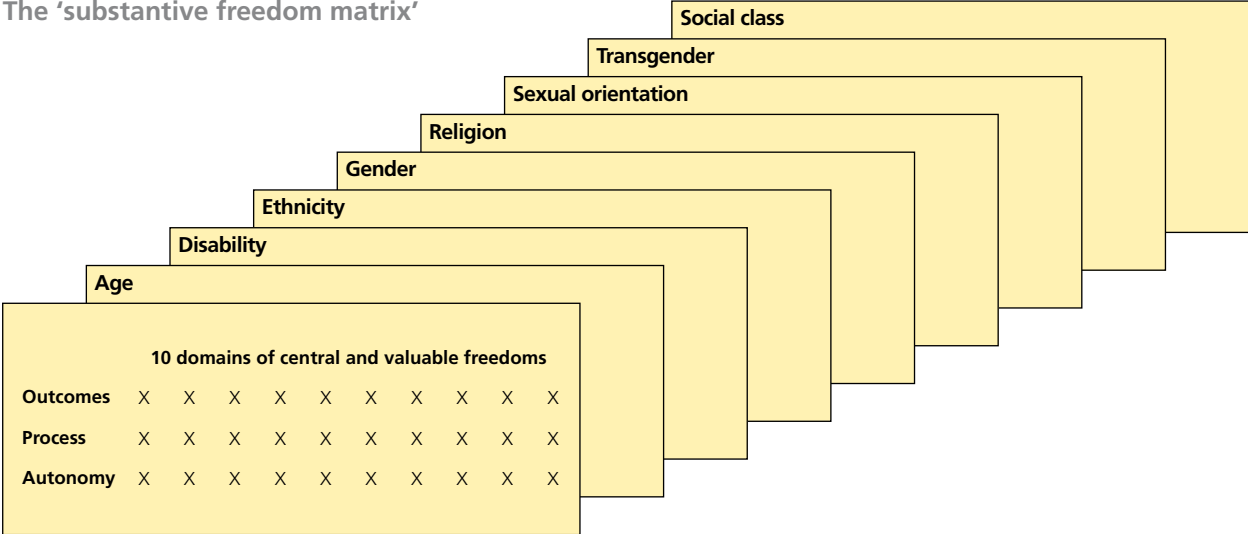 The ‘substantive freedom matrix’
Social class
Transgender
Sexual orientation
Religion
Gender
Ethnicity
Disability
Age
10 domains of central and valuable freedoms
Outcomes X X X X X X X X X X
Process X X X X X X X X X X
Autonomy X X X X X X X X X X